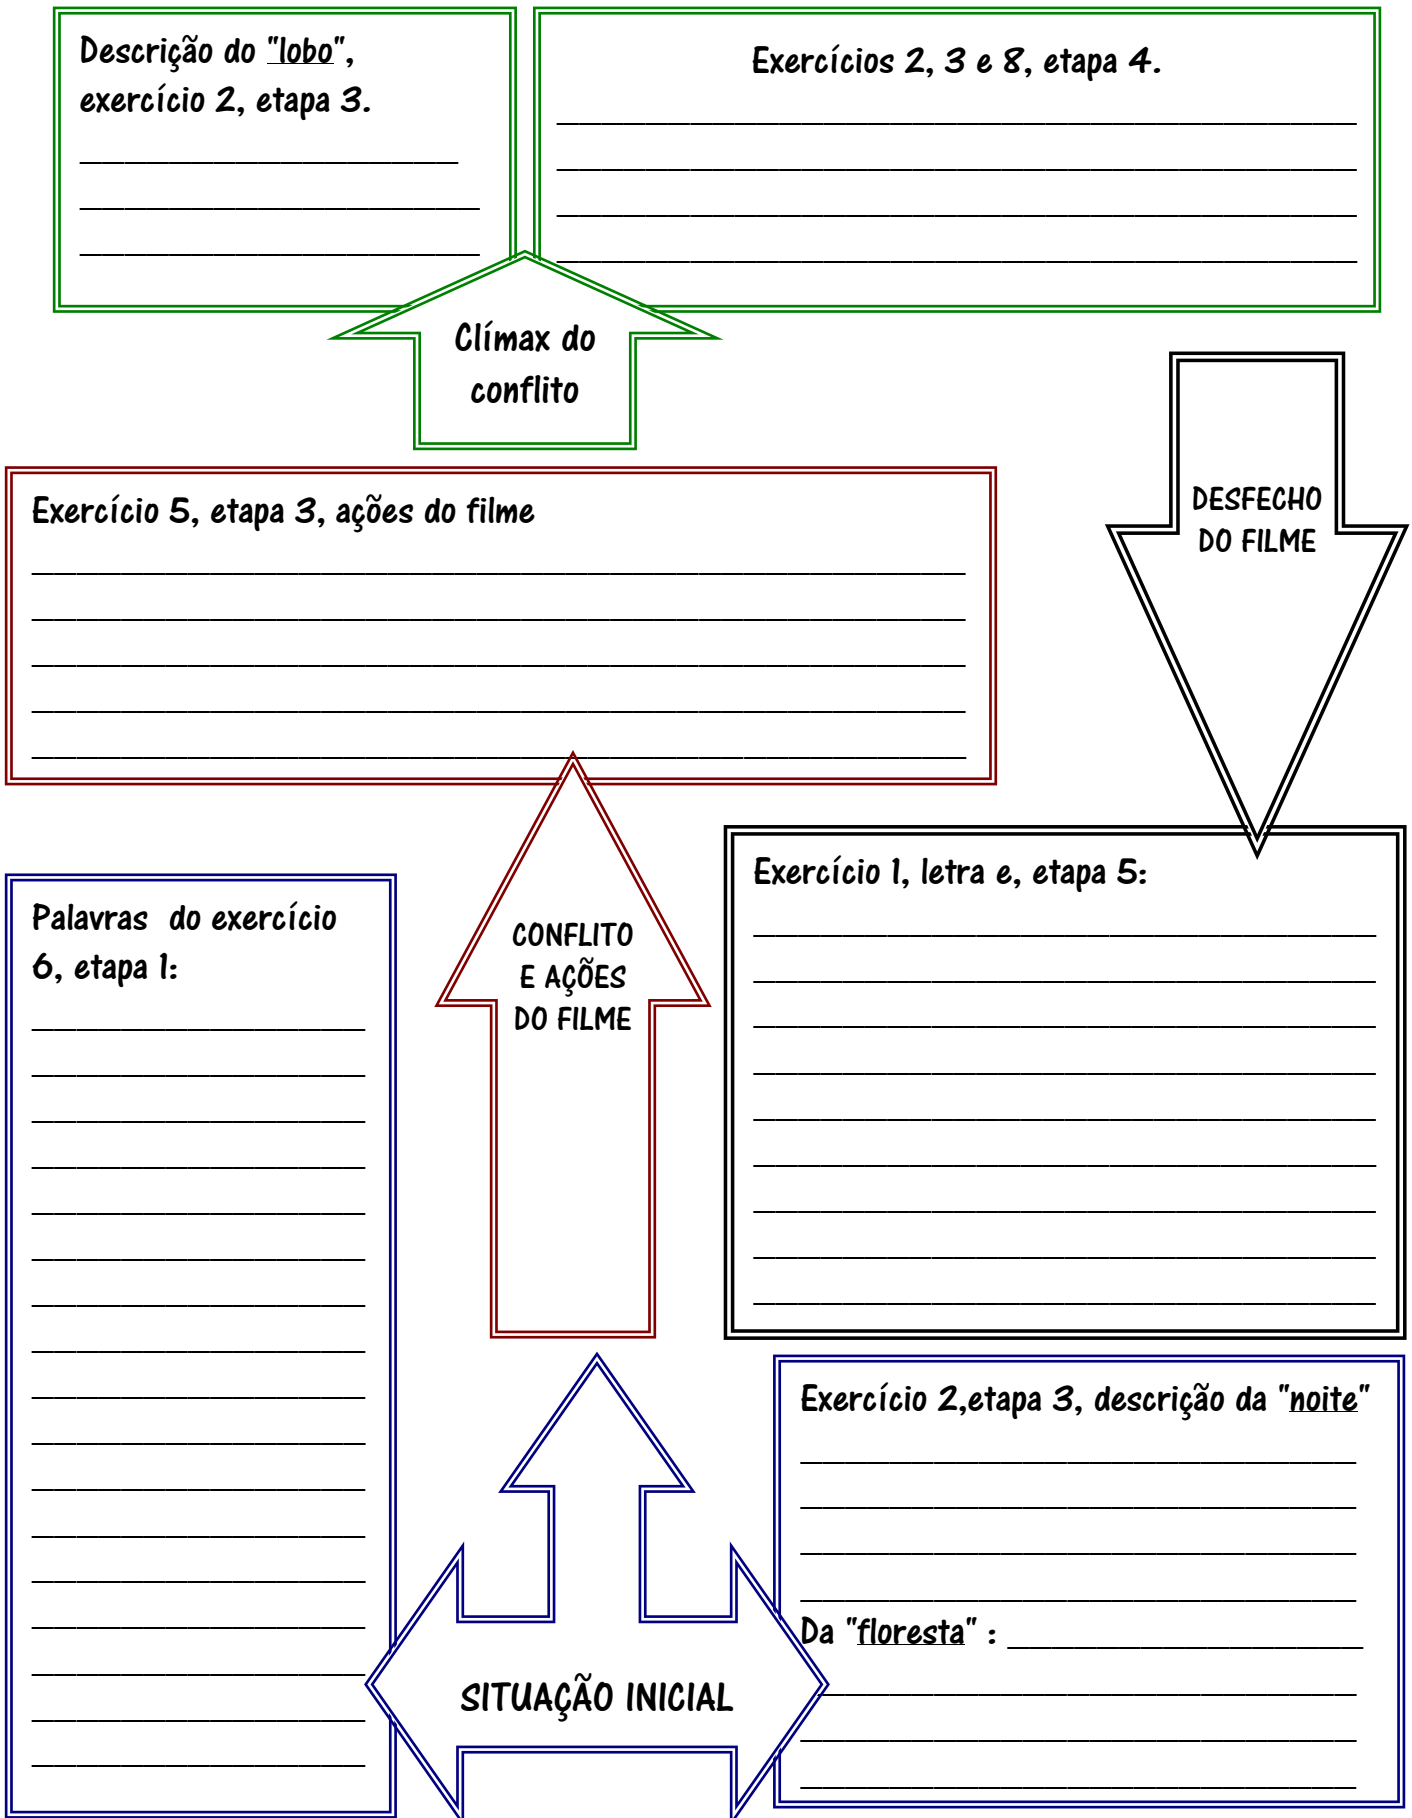 Descrição do "lobo",
exercício 2, etapa 3.
Exercícios 2, 3 e 8, etapa 4.
Clímax do
conflito
DESFECHO
DO FILME
Exercício 5, etapa 3, ações do filme
Exercício 1, letra e, etapa 5:
Palavras do exercício
6, etapa 1:
CONFLITO
E AÇÕES
DO FILME
Exercício 2,etapa 3, descrição da "noite"
Da "floresta" :
SITUAÇÃO INICIAL